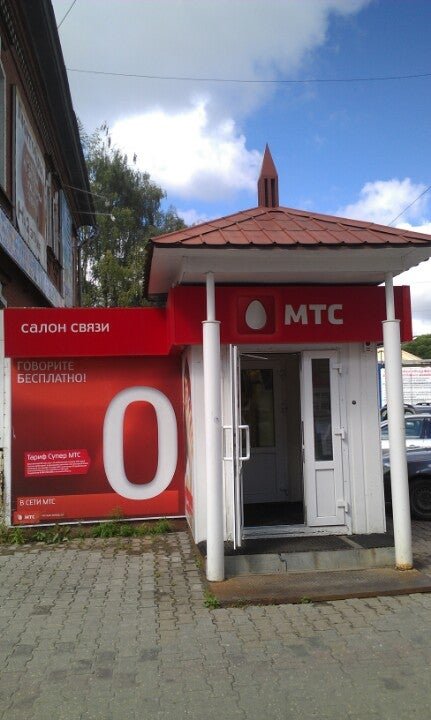 САЛОН СВЯЗИ
МТС
ГОВОРИТЕ
БЕСПЛАТНО!
0
Тариф Супер МТС
В СЕТИ МТС
МТС